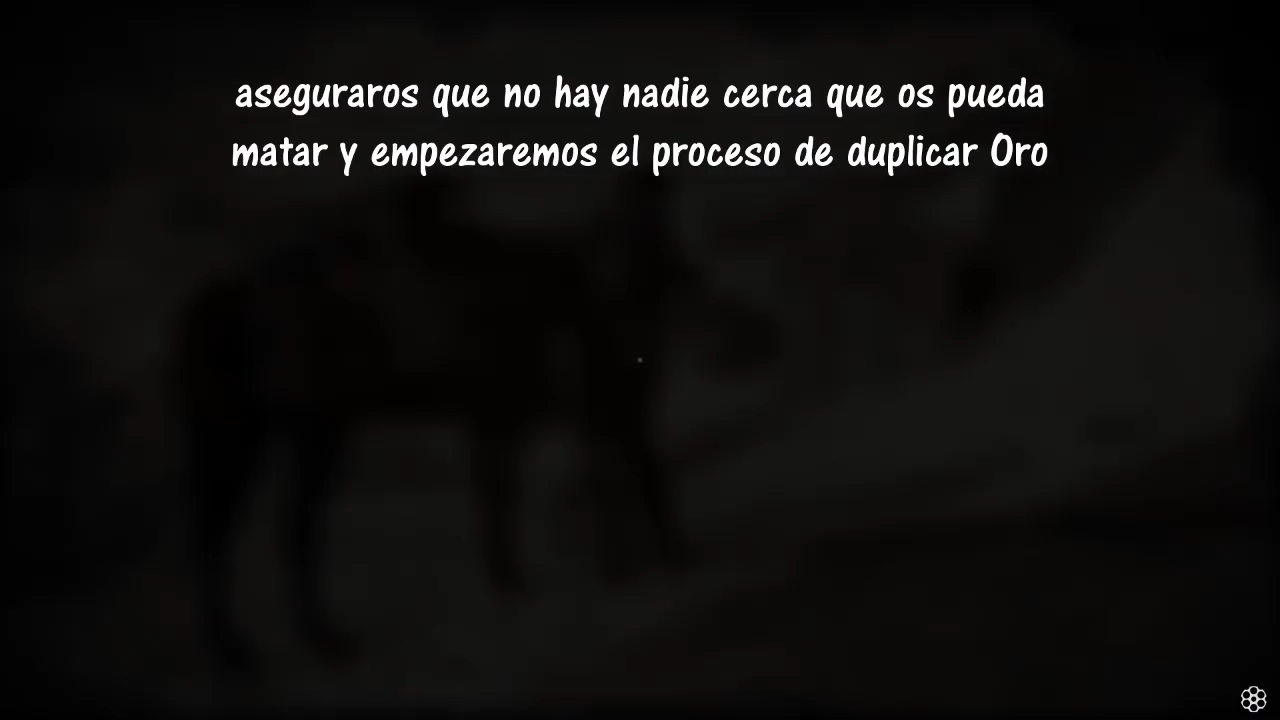 aseguraros que no hay nadie cerca que os pueda
matar y empezaremos el proceso de duplicar Oro